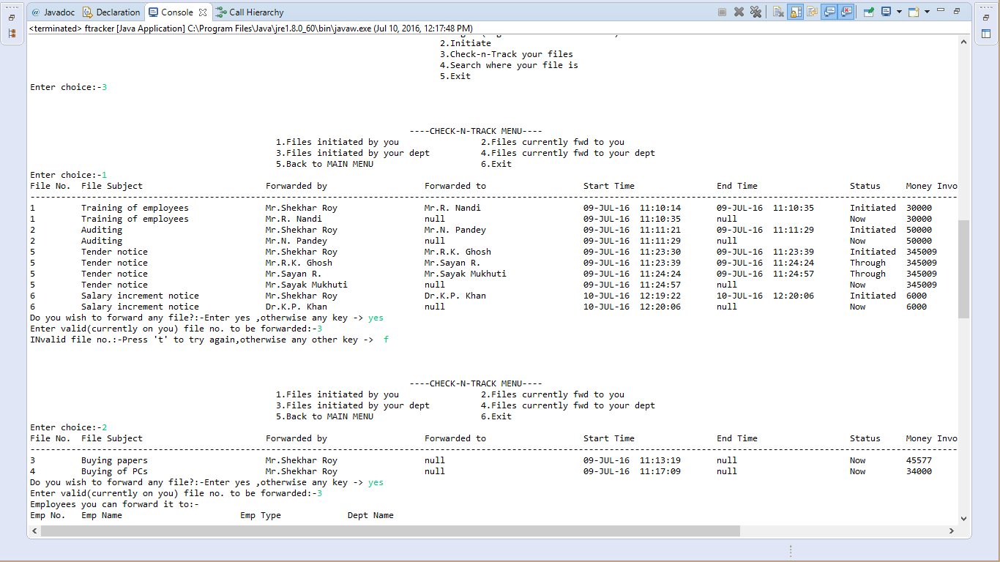 Javadoc Declaration Console Call Hierarchy
<terminated> ftracker [Java Application] C:\Program Files\Java\jre1.8.0_60\bin\javaw.exe (Jul 10, 2016, 12:17:48 PM)
2.Initiate
3.Check-n-Track your files
4.Search where your file is
5.Exit
Enter choice:-3
----CHECK-N-TRACK MENU----
1.Files initiated by you 2.Files currently fwd to you
3.Files initiated by your dept 4.Files currently fwd to your dept
5.Back to MAIN MENU 6.Exit
Enter choice:-1
File No. File Subject Forwarded by Forwarded to Start Time End Time Status Money Invo
1 Training of employees Mr.Shekhar Roy Mr.R. Nandi 09-JUL-16 11:10:14 09-JUL-16 11:10:35 Initiated 30000
1 Training of employees Mr.R. Nandi null 09-JUL-16 11:10:35 null Now 30000
2 Auditing Mr.Shekhar Roy Mr.N. Pandey 09-JUL-16 11:11:21 09-JUL-16 11:11:29 Initiated 50000
2 Auditing Mr.N. Pandey null 09-JUL-16 11:11:29 null Now 50000
5 Tender notice Mr.Shekhar Roy Mr.R.K. Ghosh 09-JUL-16 11:23:30 09-JUL-16 11:23:39 Initiated 345009
5 Tender notice Mr.R.K. Ghosh Mr.Sayan R. 09-JUL-16 11:23:39 09-JUL-16 11:24:24 Through 345009
5 Tender notice Mr.Sayan R. Mr.Sayak Mukhuti 09-JUL-16 11:24:24 09-JUL-16 11:24:57 Through 345009
5 Tender notice Mr.Sayak Mukhuti null 09-JUL-16 11:24:57 null Now 345009
6 Salary increment notice Mr.Shekhar Roy Dr.K.P. Khan 10-JUL-16 12:19:22 10-JUL-16 12:20:06 Initiated 6000
6 Salary increment notice Dr.K.P. Khan null 10-JUL-16 12:20:06 null Now 6000
Do you wish to forward any file?:-Enter yes ,otherwise any key -> yes
Enter valid(currently on you) file no. to be forwarded:-3
INvalid file no.:-Press 't' to try again,otherwise any other key -> f
----CHECK-N-TRACK MENU----
1.Files initiated by you 2.Files currently fwd to you
3.Files initiated by your dept 4.Files currently fwd to your dept
5.Back to MAIN MENU 6.Exit
Enter choice:-2
File No. File Subject Forwarded by Forwarded to Start Time End Time Status Money Invo
3 Buying papers Mr.Shekhar Roy null 09-JUL-16 11:13:19 null Now 45577
4 Buying of PCs Mr.Shekhar Roy null 09-JUL-16 11:17:09 null Now 34000
Do you wish to forward any file?:-Enter yes ,otherwise any key -> yes
Enter valid(currently on you) file no. to be forwarded:-3
Employees you can forward it to:-
Emp No. Emp Name Emp Type Dept Name